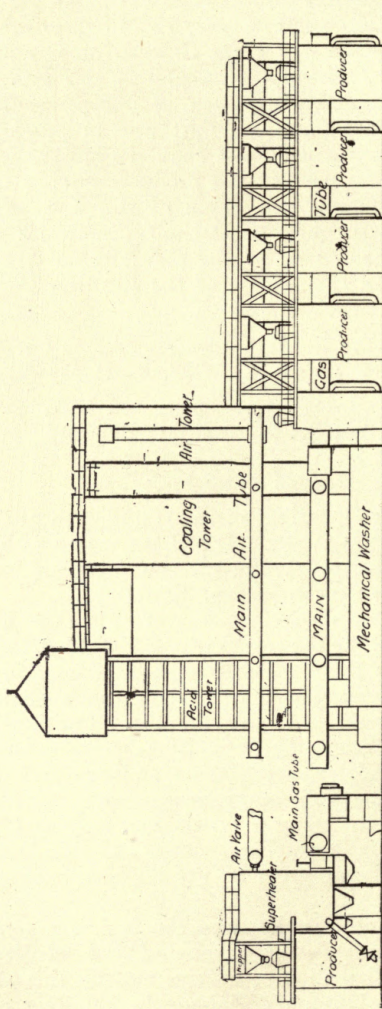 Producer
Producer
Tube
Producer
Producer
Gas
Air Tower
Cooling
Tower
Main Air Tube
Acid
Tower
MAIN
Mechanical Washer
Air Valve
Main Gas Tube
Superheater
Hopper
Producer